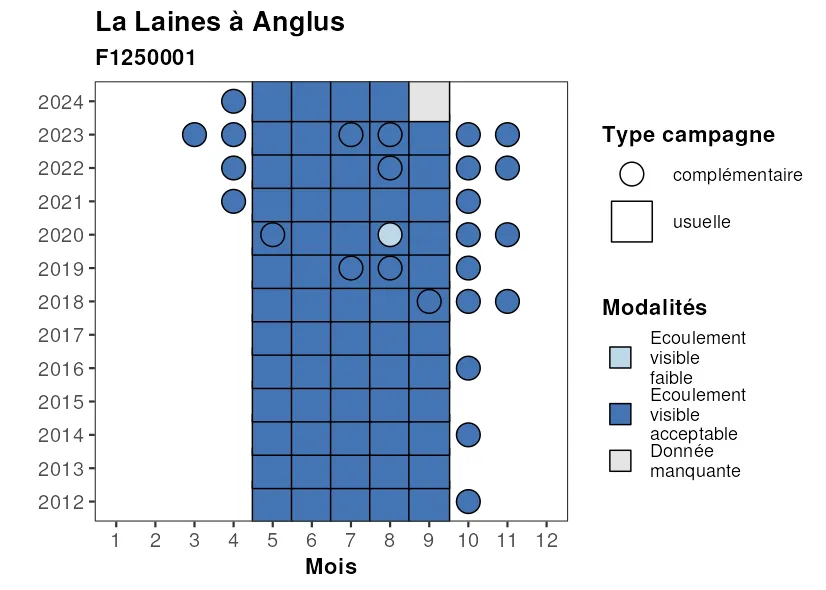 La Laines à Anglus
F1250001
2024
2023
2022
2021
2020
2019
2018
2017
2016
2015
2014
2013
2012
1 2 3 4 5 6 7 8 9 10 11 12
Mois
Type campagne
complémentaire
usuelle
Modalités
Ecoulement
visible
faible
Ecoulement
visible
acceptable
Donnée
manquante